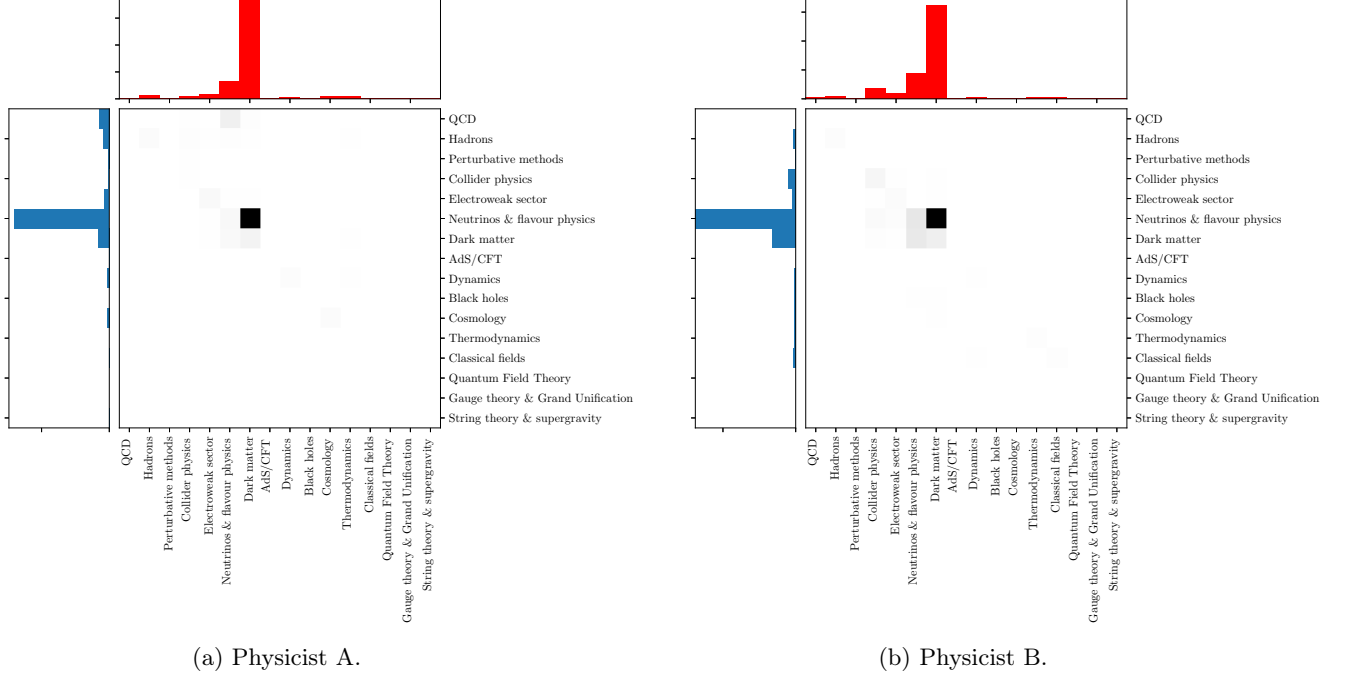 QCD
Hadrons
Perturbative methods
Collider physics
Electroweak sector
Neutrinos & flavour physics
Dark matter
AdS/CFT
Dynamics
Black holes
Cosmology
Thermodynamics
Classical fields
Quantum Field Theory
Gauge theory & Grand Unification
String theory & supergravity
QCD
Hadrons
Perturbative methods
Collider physics
Electroweak sector
Neutrinos & flavour physics
Dark matter
AdS/CFT
Dynamics
Black holes
Cosmology
Thermodynamics
Classical fields
Quantum Field Theory
Gauge theory & Grand Unification
String theory & supergravity
(a) Physicist A.
QCD
Hadrons
Perturbative methods
Collider physics
Electroweak sector
Neutrinos & flavour physics
Dark matter
AdS/CFT
Dynamics
Black holes
Cosmology
Thermodynamics
Classical fields
Quantum Field Theory
Gauge theory & Grand Unification
String theory & supergravity
QCD
Hadrons
Perturbative methods
Collider physics
Electroweak sector
Neutrinos & flavour physics
Dark matter
AdS/CFT
Dynamics
Black holes
Cosmology
Thermodynamics
Classical fields
Quantum Field Theory
Gauge theory & Grand Unification
String theory & supergravity
(b) Physicist B.